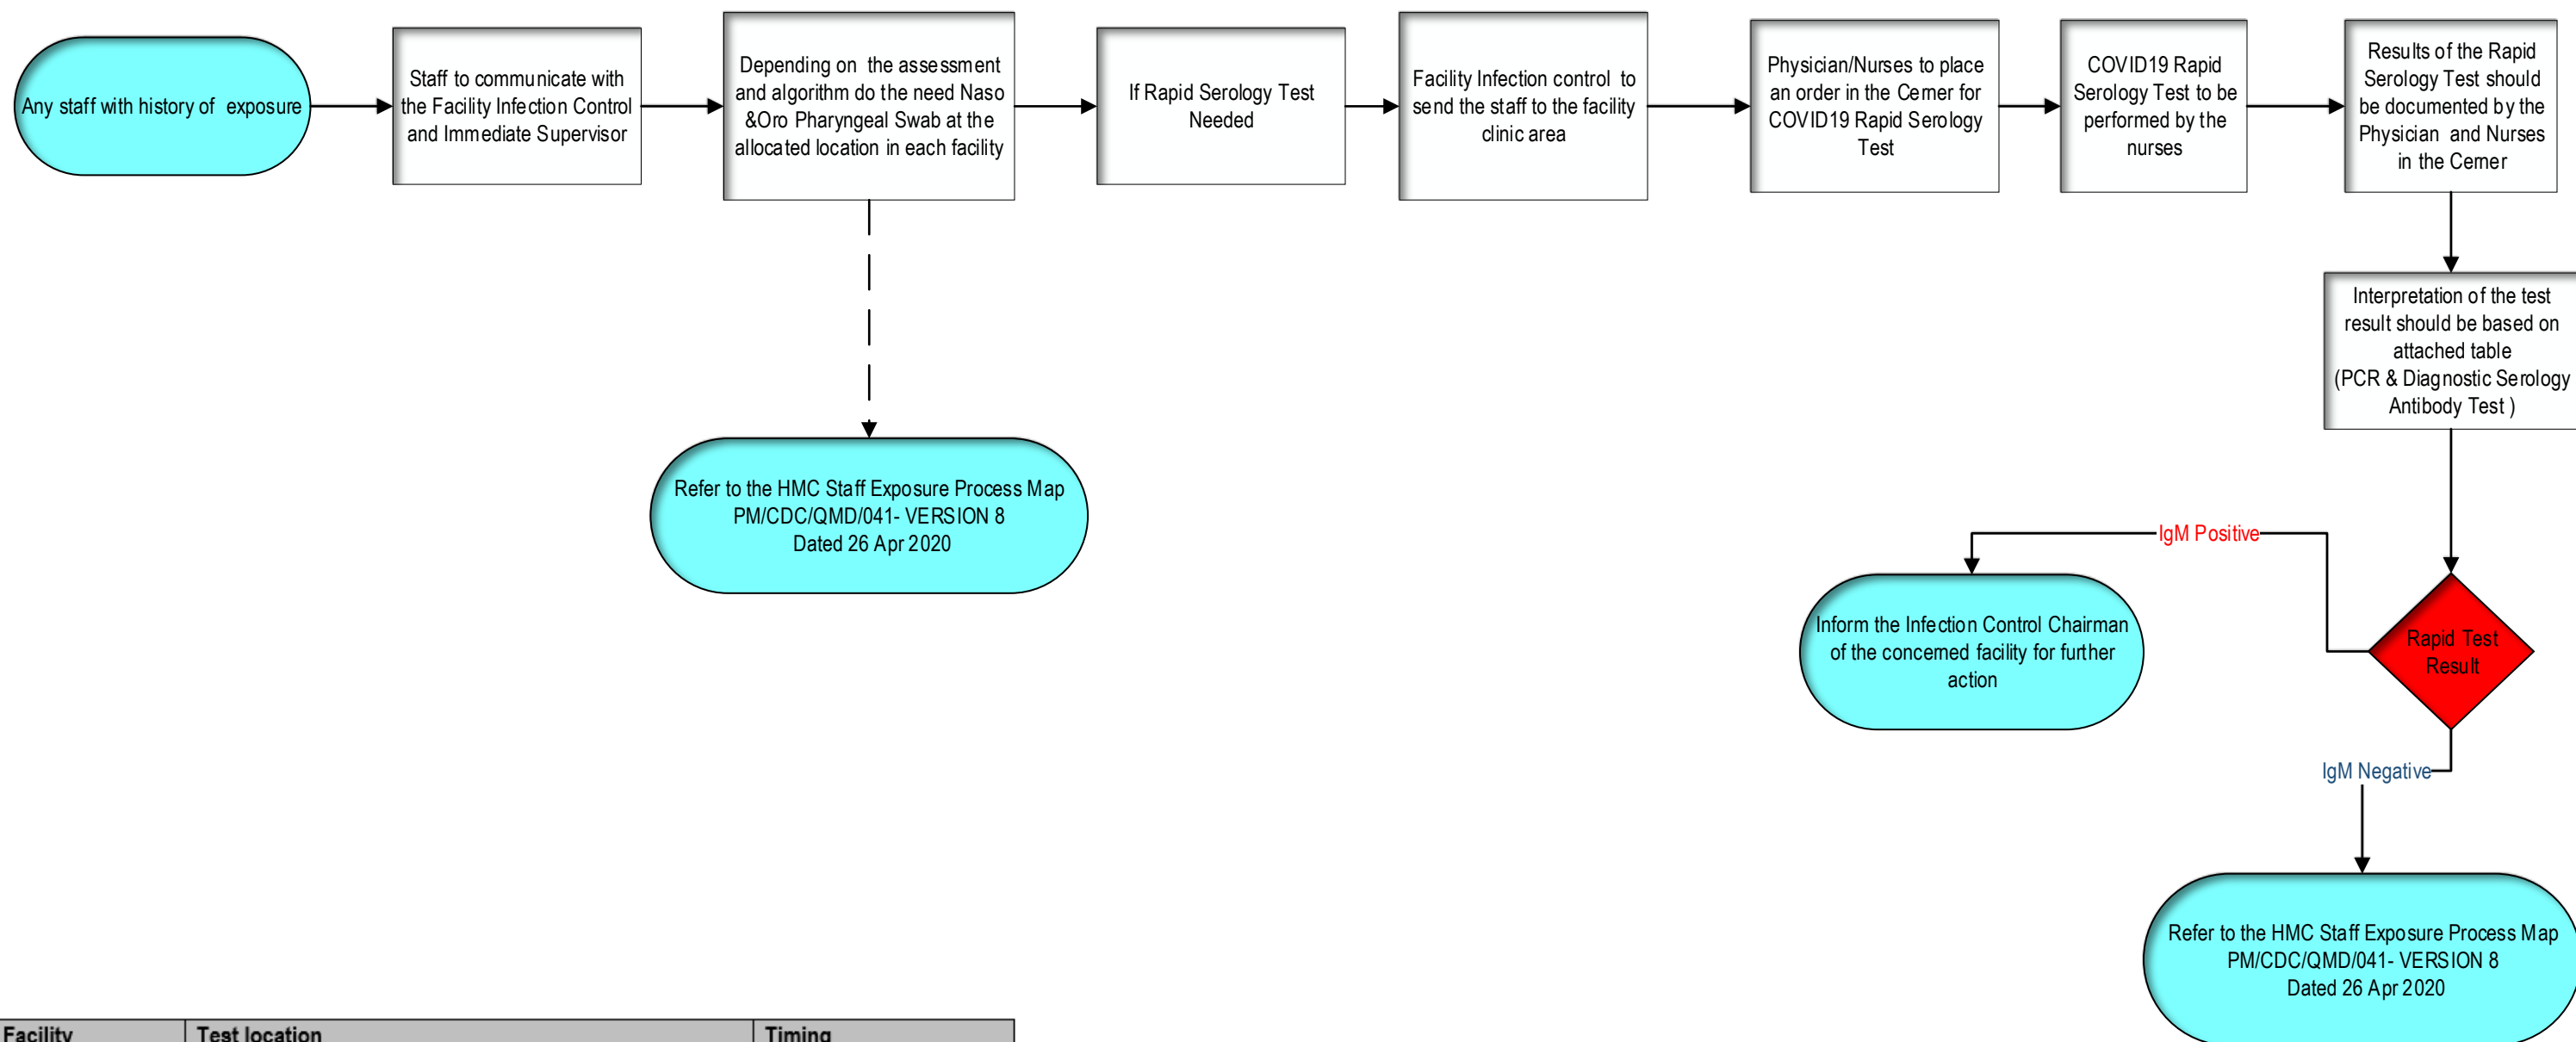 Any staff with history of exposure
Staff to communicate with
the Facility Infection Control
and Immediate Supervisor
Depending on the assessment
and algorithm do the need Naso
&Oro Pharyngeal Swab at the
allocated location in each facility
If Rapid Serology Test
Needed
Facility Infection control to
send the staff to the facility
clinic area
Physician/Nurses to place
an order in the Cerner for
COVID19 Rapid Serology
Test
COVID19 Rapid
Serology Test to be
performed by the
nurses
Results of the Rapid
Serology Test should
be documented by the
Physician and Nurses
in the Cerner
Interpretation of the test
result should be based on
attached table
(PCR & Diagnostic Serology
Antibody Test )
Refer to the HMC Staff Exposure Process Map
PM/CDC/QMD/041- VERSION 8
Dated 26 Apr 2020
IgM Positive
Inform the Infection Control Chairman
of the concerned facility for further
action
Rapid Test
Result
IgM Negative
Refer to the HMC Staff Exposure Process Map
PM/CDC/QMD/041- VERSION 8
Dated 26 Apr 2020
Facility Test location Timing